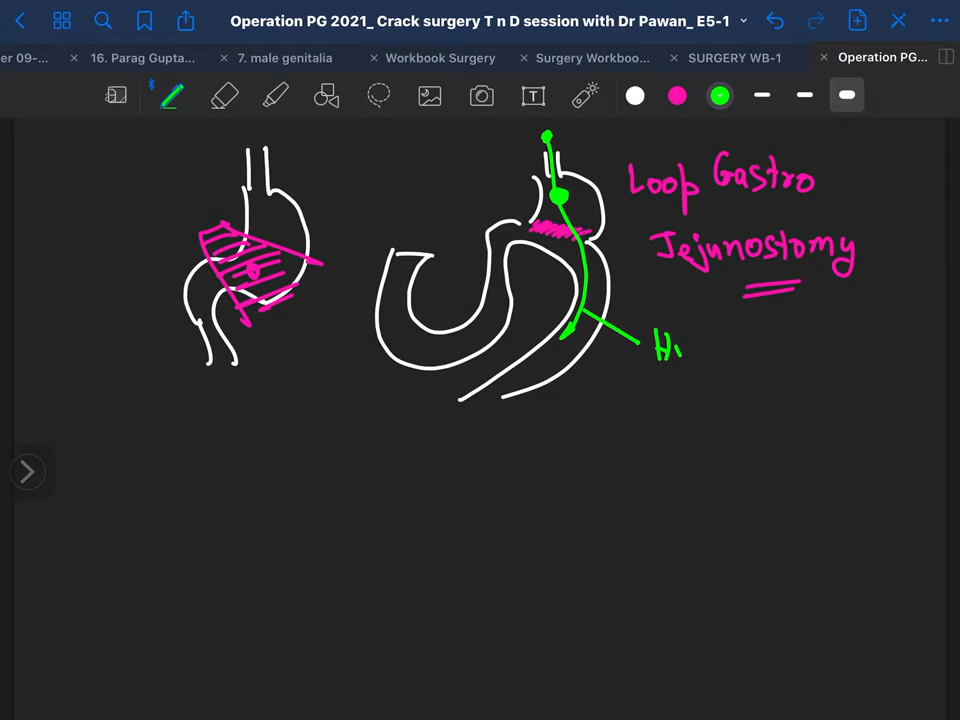 Operation PG 2021_ Crack surgery T n D session with Dr Pawan_ E5-1
er 09-...
16. Parag Gupta...
7. male genitalia
Workbook Surgery
Surgery Workboo...
SURGERY WB-1
Operation PG...
Loop Gastro
Jejunostomy